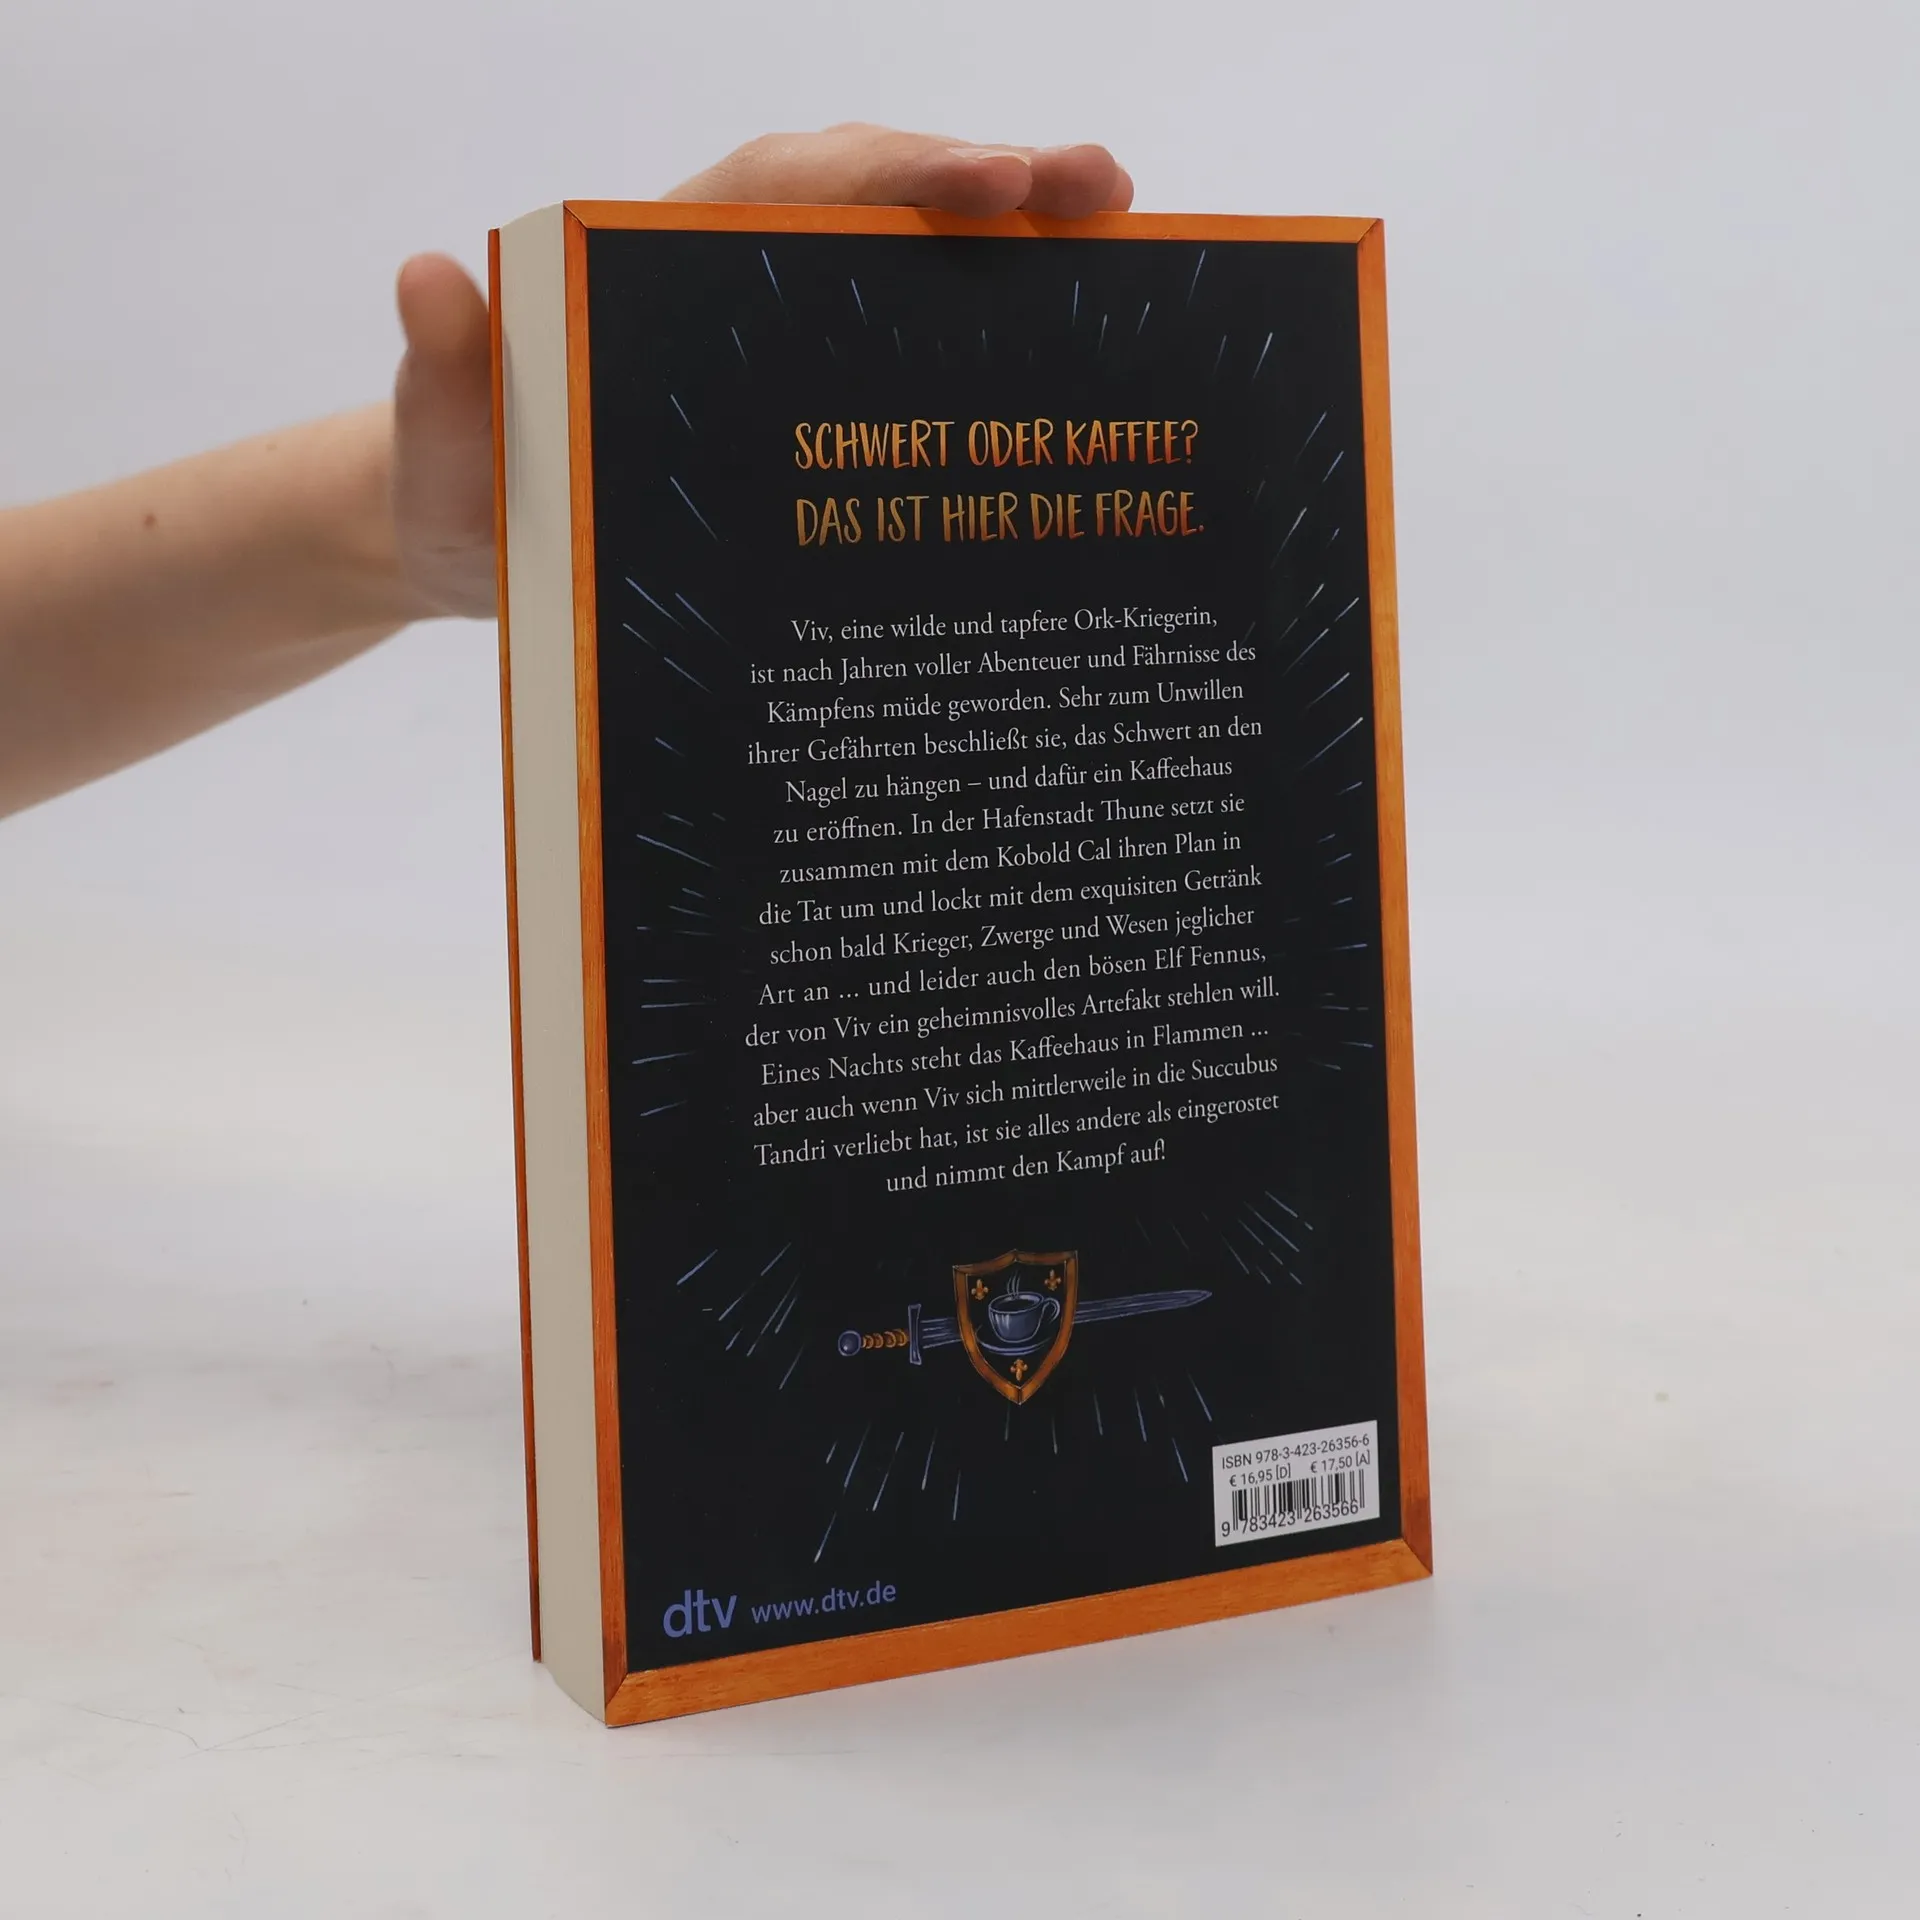 SCHWERT ODER KAFFEE?
DAS IST HIER DIE FRAGE.
Viv, eine wilde und tapfere Ork-Kriegerin,
ist nach Jahren voller Abenteuer und Fährnisse des
Kämpfens müde geworden. Sehr zum Unwillen
ihrer Gefährten beschließt sie, das Schwert an den
Nagel zu hängen – und dafür ein Kaffeehaus
zu eröffnen. In der Hafenstadt Thune setzt sie
zusammen mit dem Kobold Cal ihren Plan in
die Tat um und lockt mit dem exquisiten Getränk
schon bald Krieger, Zwerge und Wesen jeglicher
Art an ... und leider auch den bösen Elf Fennus,
der von Viv ein geheimnisvolles Artefakt stehlen will.
Eines Nachts steht das Kaffeehaus in Flammen ...
aber auch wenn Viv sich mittlerweile in die Succubus
Tandri verliebt hat, ist sie alles andere als eingerostet
und nimmt den Kampf auf!
ISBN 978-3-423-26356-6
€ 16,95 [D] € 17,50 [A]
9 783423 263566
dtv www.dtv.de